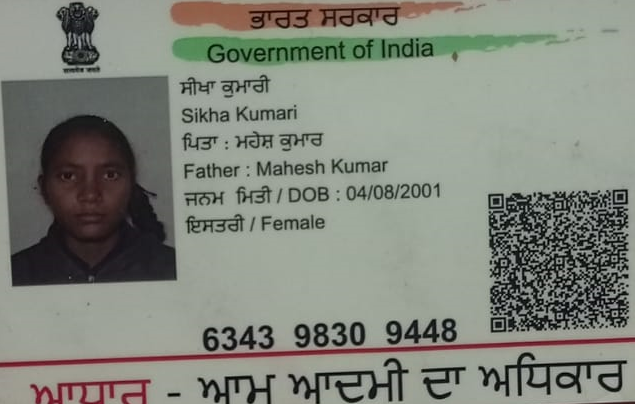 ਭਾਰਤ ਸਰਕਾਰ
Government of India
ਸੀਖਾ ਕੁਮਾਰੀ
Sikha Kumari
ਪਿਤਾ : ਮਹੇਸ਼ ਕੁਮਾਰ
Father : Mahesh Kumar
ਜਨਮ ਮਿਤੀ / DOB : 04/08/2001
ਇਸਤਰੀ / Female
6343 9830 9448
ਆਧਾਰ - ਆਮ ਆਦਮੀ ਦਾ ਅਧਿਕਾਰ